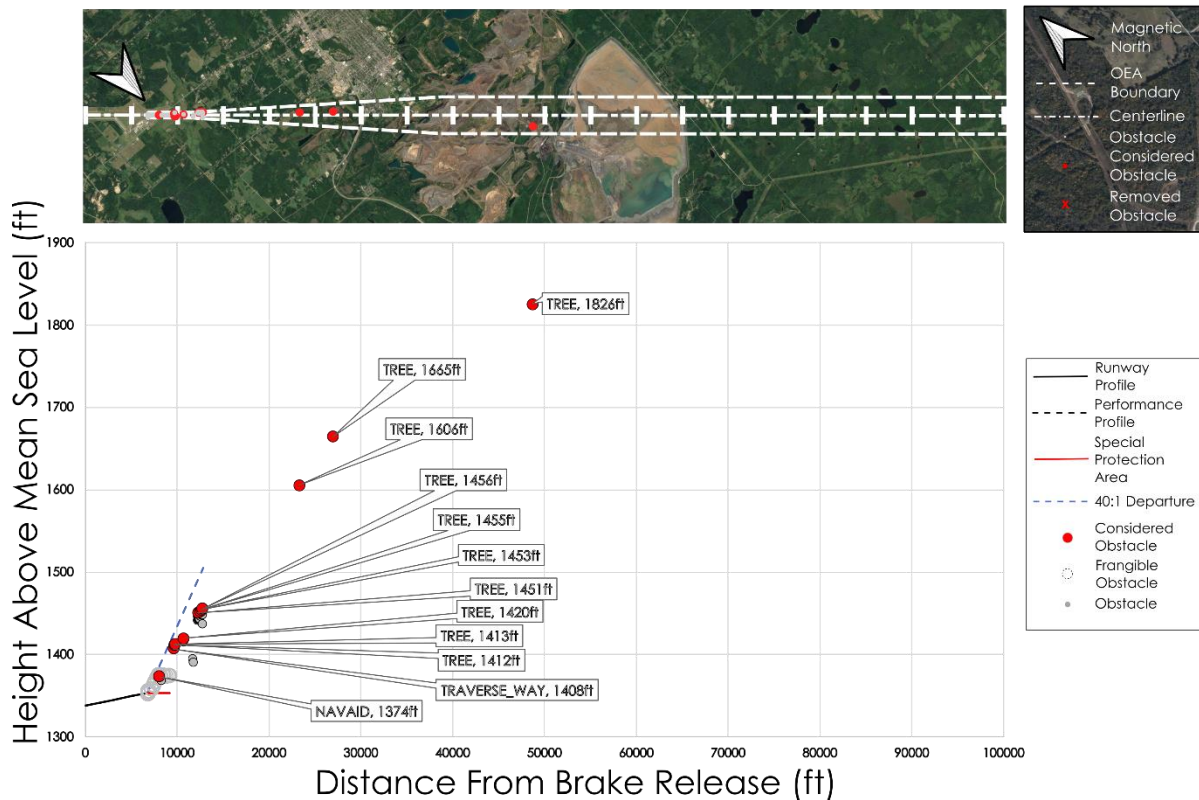 Magnetic
North
OEA
Boundary
Centerline
Obstacle
Considered
Obstacle
Removed
Obstacle
Height Above Mean Sea Level (ft)
1900
1800
1700
1600
1500
1400
1300
TREE, 1826ft
TREE, 1665ft
TREE, 1606ft
TREE, 1456ft
TREE, 1455ft
TREE, 1453ft
TREE, 1451ft
TREE, 1420ft
TREE, 1413ft
TREE, 1412ft
TRAVERSE_WAY, 1408ft
NAVAID, 1374ft
0 10000 20000 30000 40000 50000 60000 70000 80000 90000 100000
Distance From Brake Release (ft)
Runway
Profile
Performance
Profile
Special
Protection
Area
40:1 Departure
Considered
Obstacle
Frangible
Obstacle
Obstacle